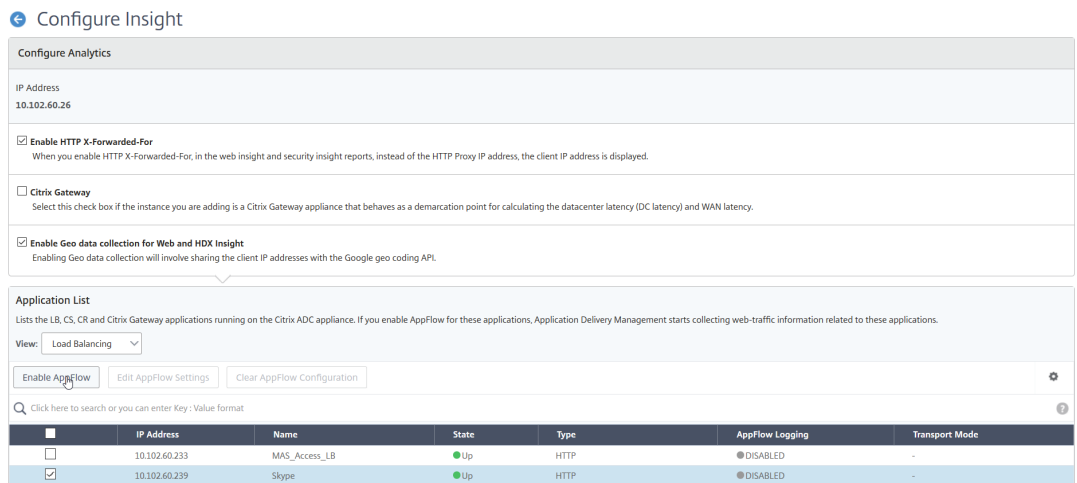 Configure Insight
Configure Analytics
IP Address
10.102.60.26
Enable HTTP X-Forwarded-For
When you enable HTTP X-Forwarded-For, in the web insight and security insight reports, instead of the HTTP Proxy IP address, the client IP address is displayed.
Citrix Gateway
Select this check box if the instance you are adding is a Citrix Gateway appliance that behaves as a demarcation point for calculating the datacenter latency (DC latency) and WAN latency.
Enable Geo data collection for Web and HDX Insight
Enabling Geo data collection will involve sharing the client IP addresses with the Google geo coding API.
Application List
Lists the LB, CS, CR and Citrix Gateway applications running on the Citrix ADC appliance. If you enable AppFlow for these applications, Application Delivery Management starts collecting web-traffic information related to these applications.
View: Load Balancing
Enable AppFlow Edit AppFlow Settings Clear AppFlow Configuration
Click here to search or you can enter Key : Value format ?
IP Address Name State Type AppFlow Logging Transport Mode
10.102.60.233 MAS_Access_LB Up HTTP DISABLED -
10.102.60.239 Skype Up HTTP DISABLED -